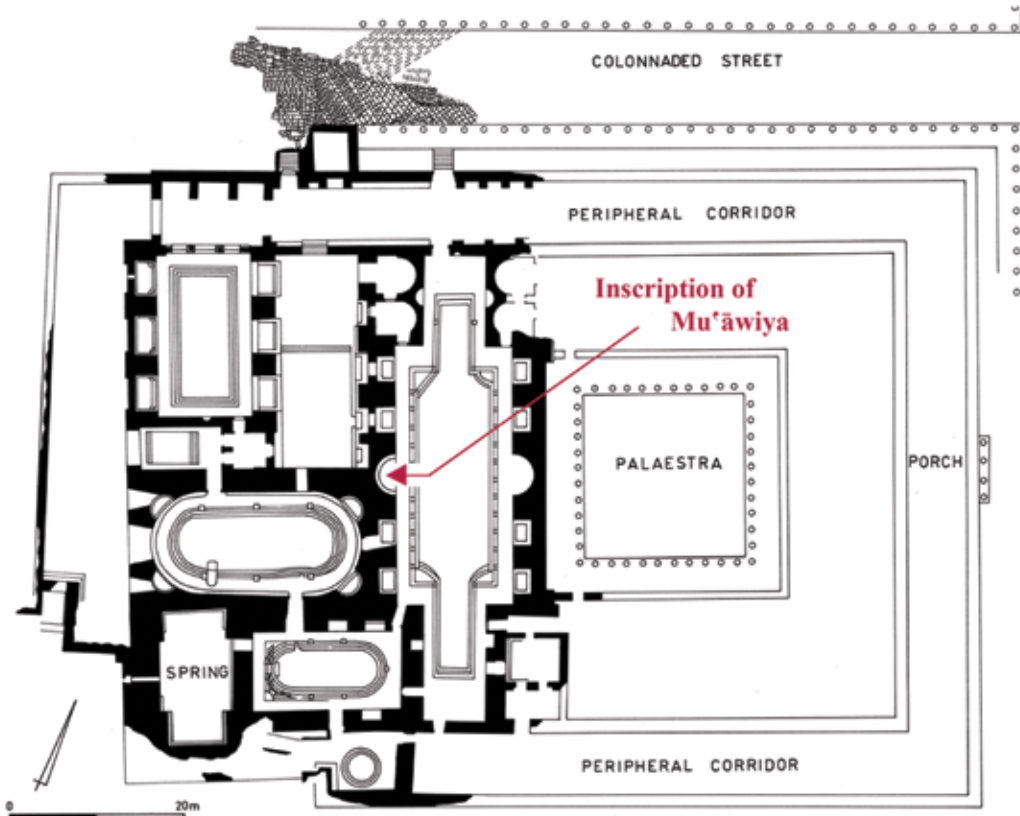 COLONNADED STREET
PERIPHERAL CORRIDOR
Inscription of
Muʿāwiya
PALAESTRA
PORCH
SPRING
PERIPHERAL CORRIDOR
0 20m